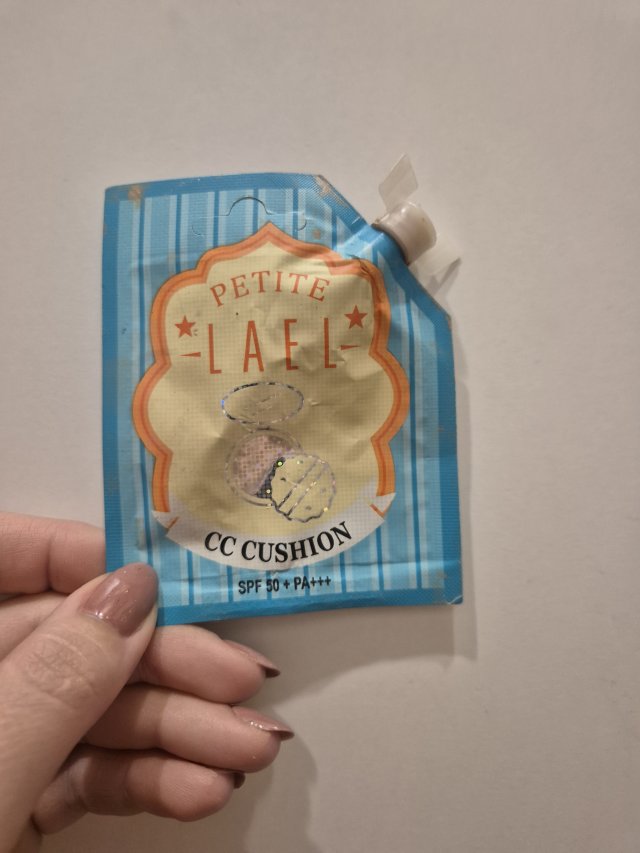 PETITE
LAEL
CC CUSHION
SPF 50 + PA+++